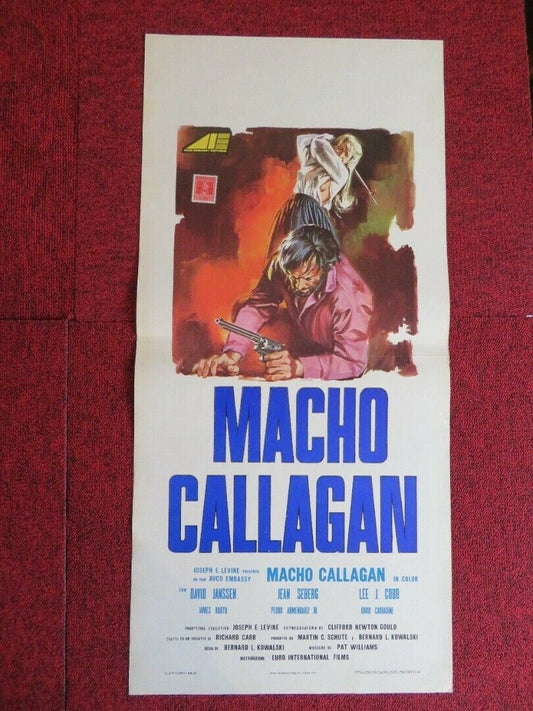 MACHO
CALLAGAN
JOSEPH E. LEVINE PRESENTA
UN FILM AVCO EMBASSY MACHO CALLAGAN IN COLOR
CON DAVID JANSSEN JEAN SEBERG LEE J. COBB
JAMES BOOTH PEDRO ARMENDARIZ JR. DAVID CARRADINE
PRODUTTORE ESECUTIVO JOSEPH E. LEVINE SCENEGGIATURA DI CLIFFORD NEWTON GOULD
TRATTO DA UN SOGGETTO DI RICHARD CARR PRODOTTO DA MARTIN C. SCHUTE E BERNARD L. KOWALSKI
REGIA DI BERNARD L. KOWALSKI MUSICHE DI PAT WILLIAMS
DISTRIBUZIONE EURO INTERNATIONAL FILMS